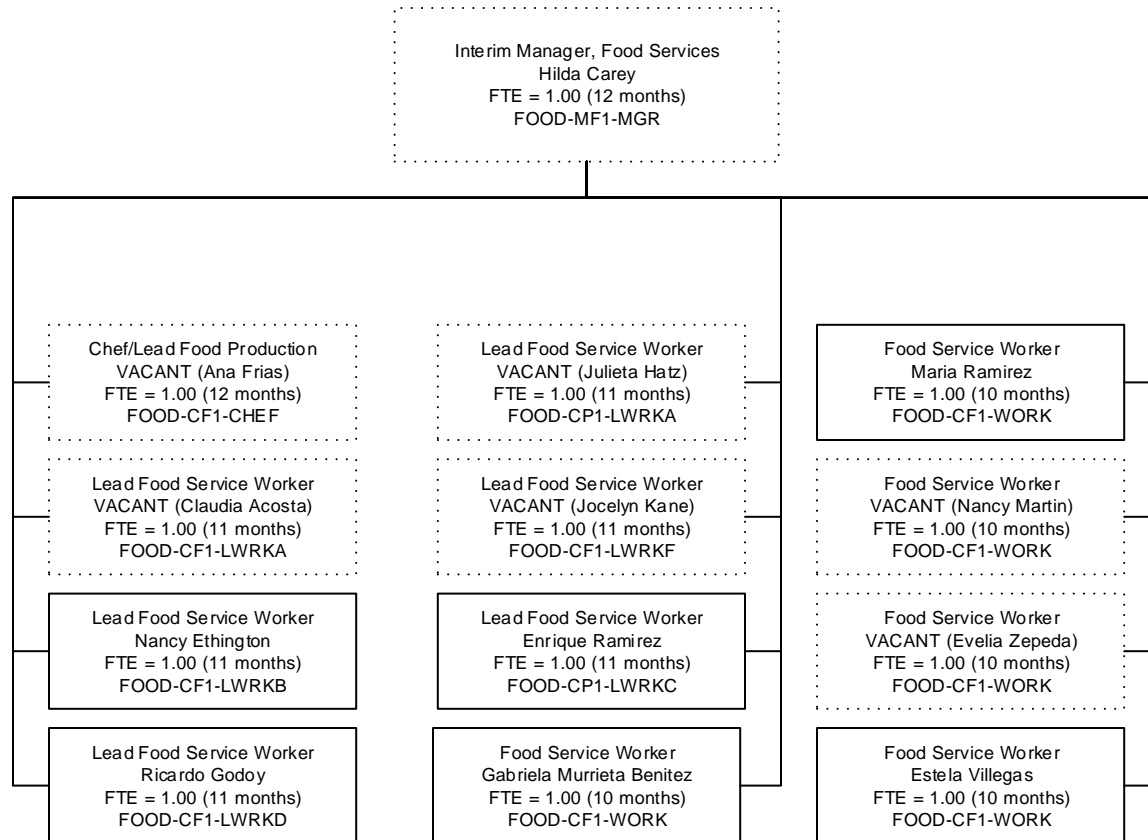 Interim Manager, Food Services
Hilda Carey
FTE = 1.00 (12 months)
FOOD-MF1-MGR
Chef/Lead Food Production
VACANT (Ana Frias)
FTE = 1.00 (12 months)
FOOD-CF1-CHEF
Lead Food Service Worker
VACANT (Julieta Hatz)
FTE = 1.00 (11 months)
FOOD-CP1-LWRKA
Food Service Worker
Maria Ramirez
FTE = 1.00 (10 months)
FOOD-CF1-WORK
Lead Food Service Worker
VACANT (Claudia Acosta)
FTE = 1.00 (11 months)
FOOD-CF1-LWRKA
Lead Food Service Worker
VACANT (Jocelyn Kane)
FTE = 1.00 (11 months)
FOOD-CF1-LWRKF
Food Service Worker
VACANT (Nancy Martin)
FTE = 1.00 (10 months)
FOOD-CF1-WORK
Lead Food Service Worker
Nancy Ethington
FTE = 1.00 (11 months)
FOOD-CF1-LWRKB
Lead Food Service Worker
Enrique Ramirez
FTE = 1.00 (11 months)
FOOD-CP1-LWRKC
Food Service Worker
VACANT (Evelia Zepeda)
FTE = 1.00 (10 months)
FOOD-CF1-WORK
Lead Food Service Worker
Ricardo Godoy
FTE = 1.00 (11 months)
FOOD-CF1-LWRKD
Food Service Worker
Gabriela Murrieta Benitez
FTE = 1.00 (10 months)
FOOD-CF1-WORK
Food Service Worker
Estela Villegas
FTE = 1.00 (10 months)
FOOD-CF1-WORK